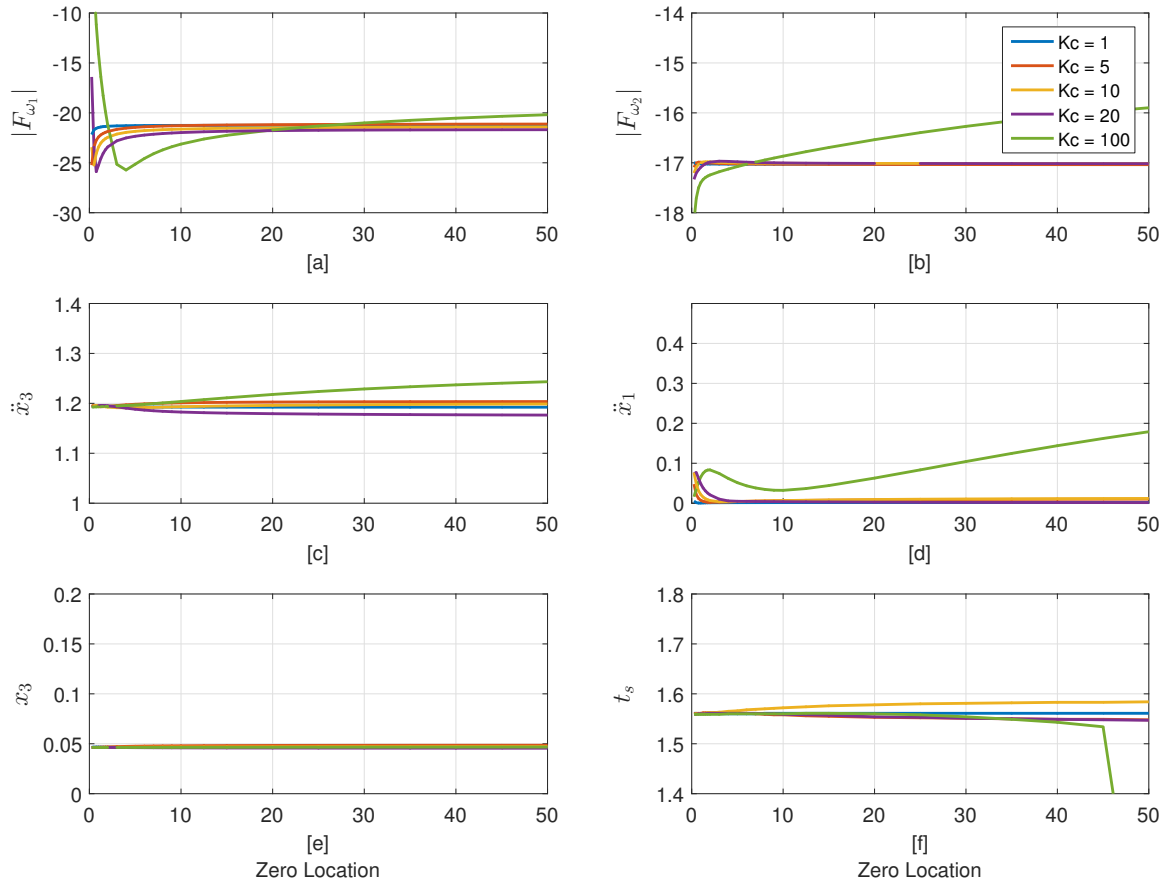 |F_{ω_1}|
-10
-15
-20
-25
-30
0 10 20 30 40 50
[a]
|F_{ω_2}|
-14
-15
-16
-17
-18
0 10 20 30 40 50
[b]
Kc = 1
Kc = 5
Kc = 10
Kc = 20
Kc = 100
ẍ_3
1.4
1.3
1.2
1.1
1
0 10 20 30 40 50
[c]
ẍ_1
0.4
0.3
0.2
0.1
0
0 10 20 30 40 50
[d]
x_3
0.2
0.15
0.1
0.05
0
0 10 20 30 40 50
[e]
Zero Location
t_s
1.8
1.7
1.6
1.5
1.4
0 10 20 30 40 50
[f]
Zero Location